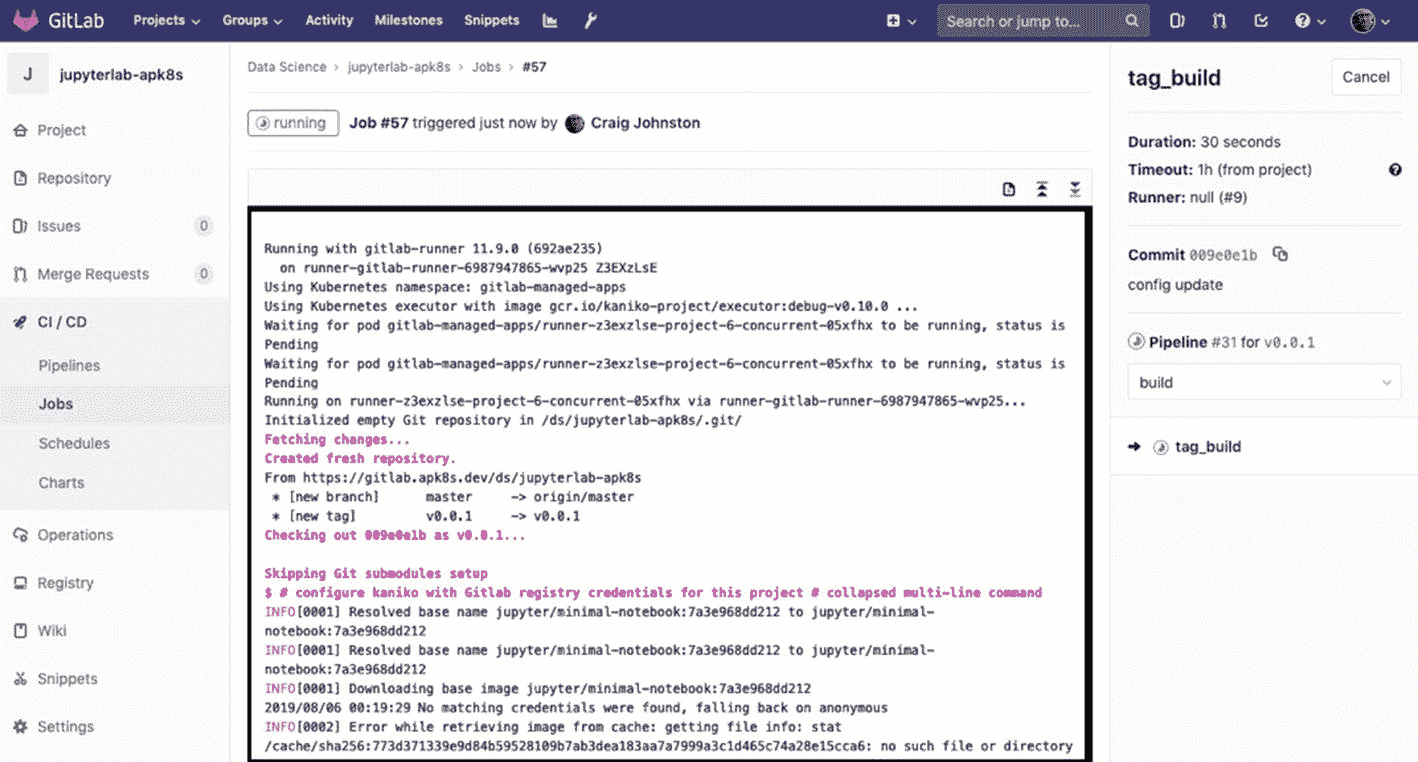 GitLab
Projects
Groups
Activity
Milestones
Snippets
Search or jump to...
J
jupyterlab-apk8s
Project
Repository
Issues 0
Merge Requests 0
CI / CD
Pipelines
Jobs
Schedules
Charts
Operations
Registry
Wiki
Snippets
Settings
Data Science › jupyterlab-apk8s › Jobs › #57
running Job #57 triggered just now by Craig Johnston
Running with gitlab-runner 11.9.0 (692ae235)
on runner-gitlab-runner-6987947865-wvp25 Z3EXzLsE
Using Kubernetes namespace: gitlab-managed-apps
Using Kubernetes executor with image gcr.io/kaniko-project/executor:debug-v0.10.0 ...
Waiting for pod gitlab-managed-apps/runner-z3exzlse-project-6-concurrent-05xfhx to be running, status is
Pending
Waiting for pod gitlab-managed-apps/runner-z3exzlse-project-6-concurrent-05xfhx to be running, status is
Pending
Running on runner-z3exzlse-project-6-concurrent-05xfhx via runner-gitlab-runner-6987947865-wvp25...
Initialized empty Git repository in /ds/jupyterlab-apk8s/.git/
Fetching changes...
Created fresh repository.
From https://gitlab.apk8s.dev/ds/jupyterlab-apk8s
* [new branch] master -> origin/master
* [new tag] v0.0.1 -> v0.0.1
Checking out 009e0e1b as v0.0.1...
Skipping Git submodules setup
$ # configure kaniko with Gitlab registry credentials for this project # collapsed multi-line command
INFO[0001] Resolved base name jupyter/minimal-notebook:7a3e968dd212 to jupyter/minimal-
notebook:7a3e968dd212
INFO[0001] Resolved base name jupyter/minimal-notebook:7a3e968dd212 to jupyter/minimal-
notebook:7a3e968dd212
INFO[0001] Downloading base image jupyter/minimal-notebook:7a3e968dd212
2019/08/06 00:19:29 No matching credentials were found, falling back on anonymous
INFO[0002] Error while retrieving image from cache: getting file info: stat
/cache/sha256:773d371339e9d84b59528109b7ab3dea183aa7a7999a3c1d465c74a28e15cca6: no such file or directory
tag_build
Cancel
Duration: 30 seconds
Timeout: 1h (from project)
Runner: null (#9)
Commit 009e0e1b
config update
Pipeline #31 for v0.0.1
build
→ tag_build